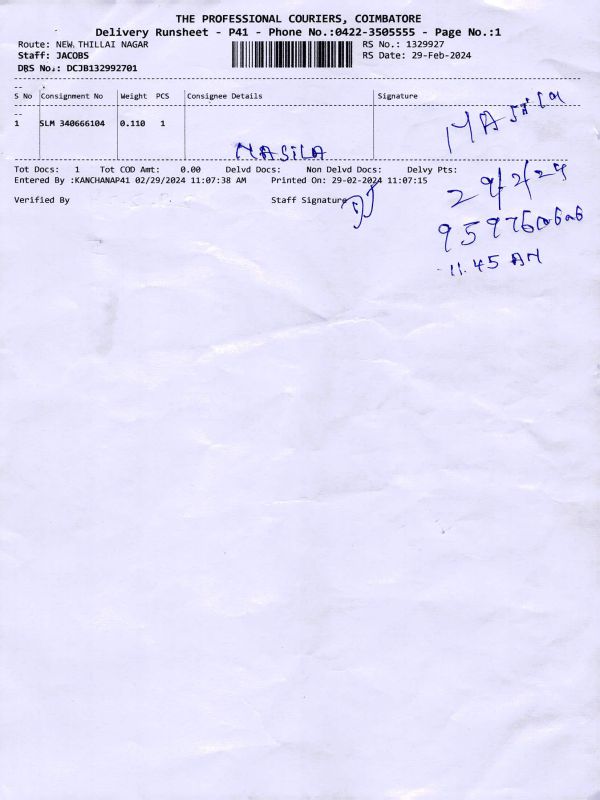 THE PROFESSIONAL COURIERS, COIMBATORE
Delivery Runsheet - P41 - Phone No.:0422-3505555 - Page No.:1
Route: NEW THILLAI NAGAR RS No.: 1329927
Staff: JACOBS RS Date: 29-Feb-2024
DRS No.: DCJB132992701
S No Consignment No Weight PCS Consignee Details Signature
1 SLM 340666104 0.110 1
MASilA
Tot Docs: 1 Tot COD Amt: 0.00 Delvd Docs: Non Delvd Docs: Delvy Pts:
Entered By :KANCHANAP41 02/29/2024 11:07:38 AM Printed On: 29-02-2024 11:07:15
Verified By Staff Signature
29/2/24
11.45 AM